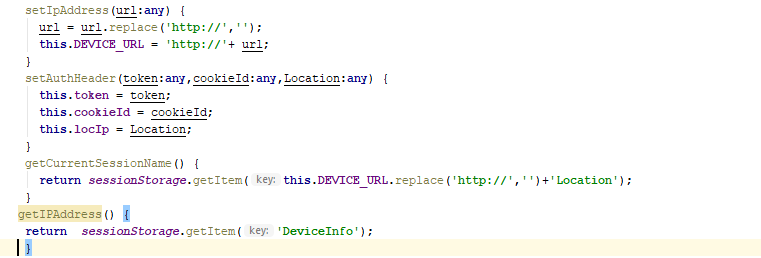 setIpAddress(url:any) {
url = url.replace('http://','');
this.DEVICE_URL = 'http://'+ url;
}
setAuthHeader(token:any,cookieId:any,Location:any) {
this.token = token;
this.cookieId = cookieId;
this.locIp = Location;
}
getCurrentSessionName() {
return sessionStorage.getItem( key: this.DEVICE_URL.replace('http://','')+'Location');
}
getIPAddress() {
return sessionStorage.getItem( key: 'DeviceInfo');
}